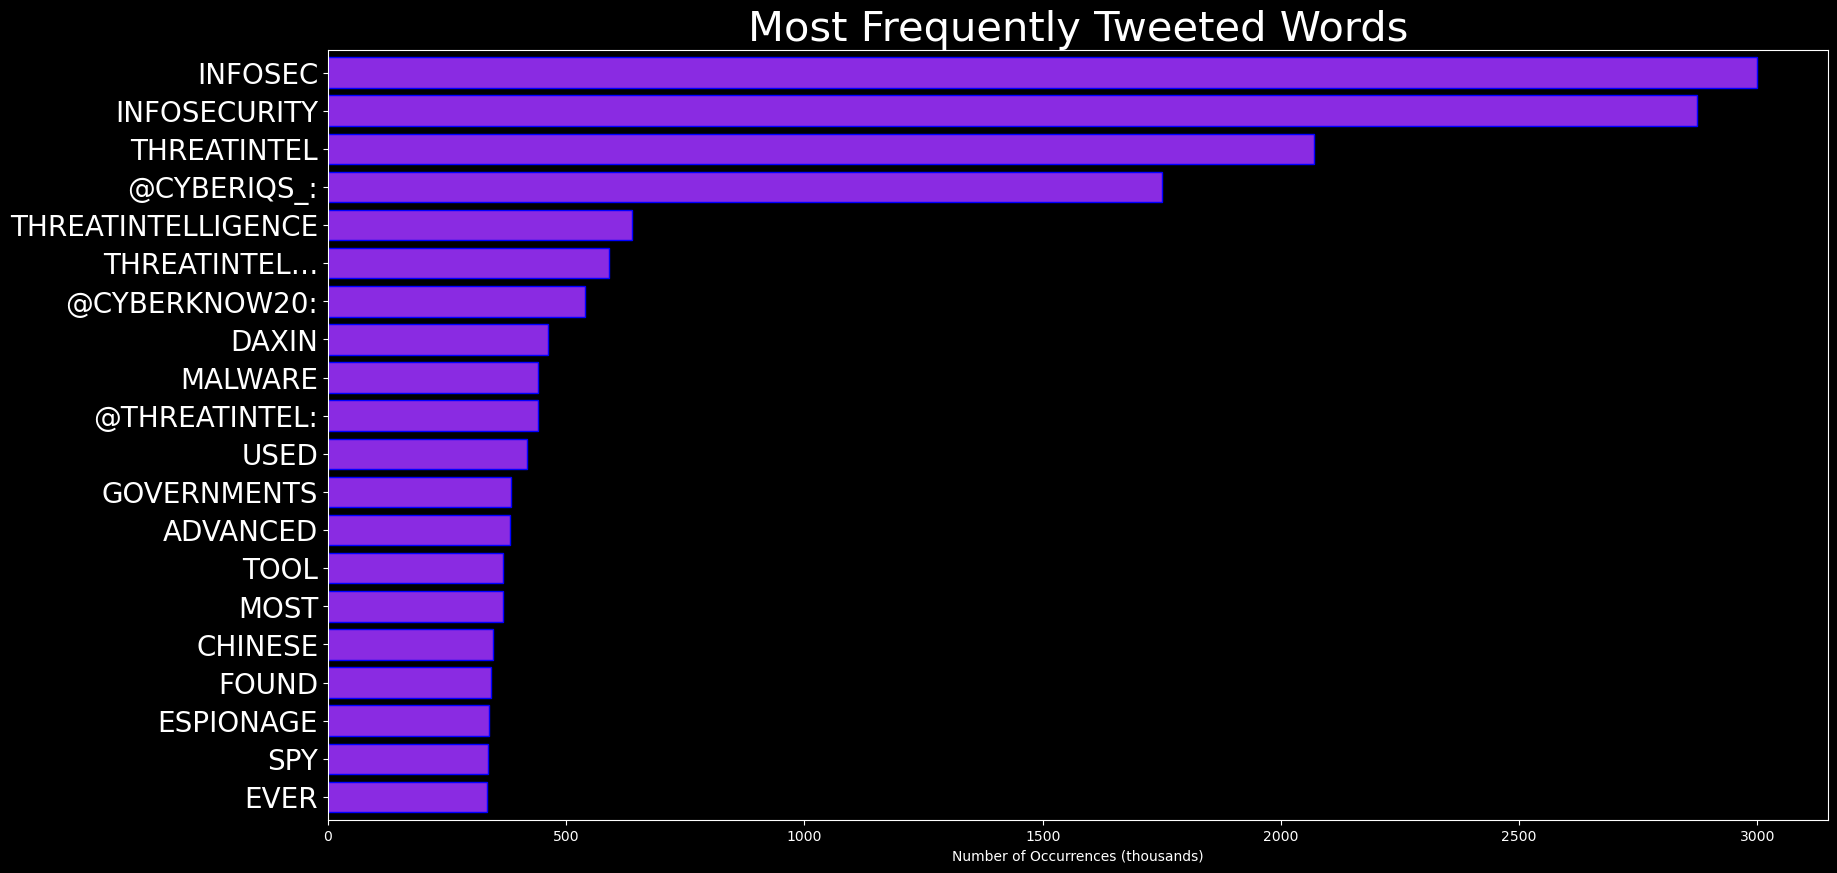 Most Frequently Tweeted Words
INFOSEC
INFOSECURITY
THREATINTEL
@CYBERIQS_:
THREATINTELLIGENCE
THREATINTEL…
@CYBERKNOW20:
DAXIN
MALWARE
@THREATINTEL:
USED
GOVERNMENTS
ADVANCED
TOOL
MOST
CHINESE
FOUND
ESPIONAGE
SPY
EVER
0 500 1000 1500 2000 2500 3000
Number of Occurrences (thousands)